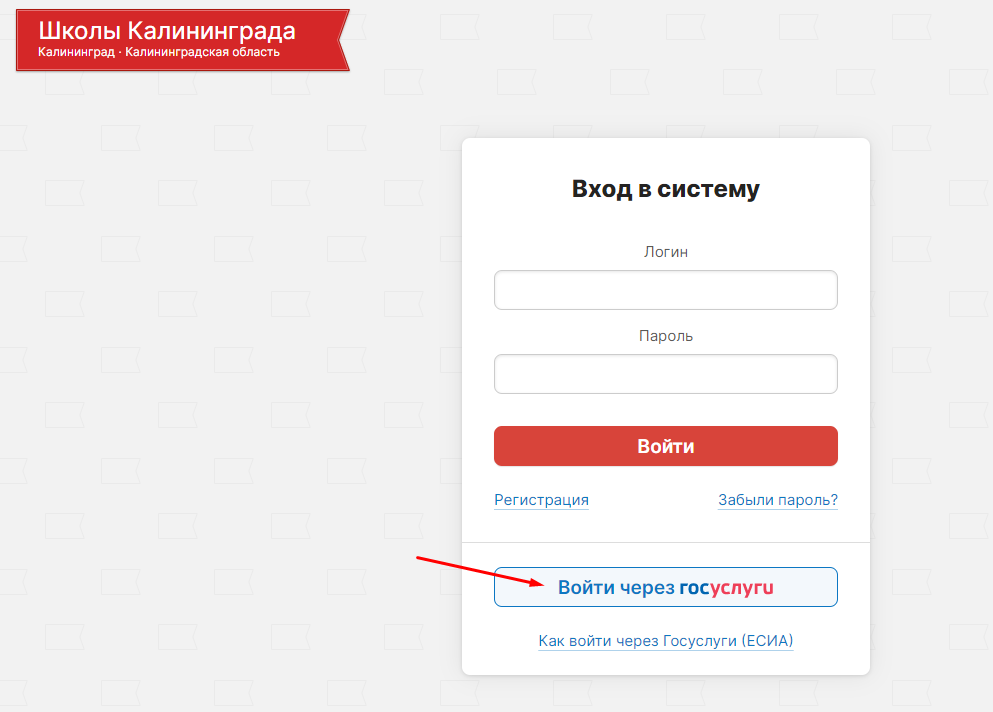 Школы Калининграда
Калининград · Калининградская область
Вход в систему
Логин
Пароль
Войти
Регистрация Забыли пароль?
Войти через госуслуги
Как войти через Госуслуги (ЕСИА)